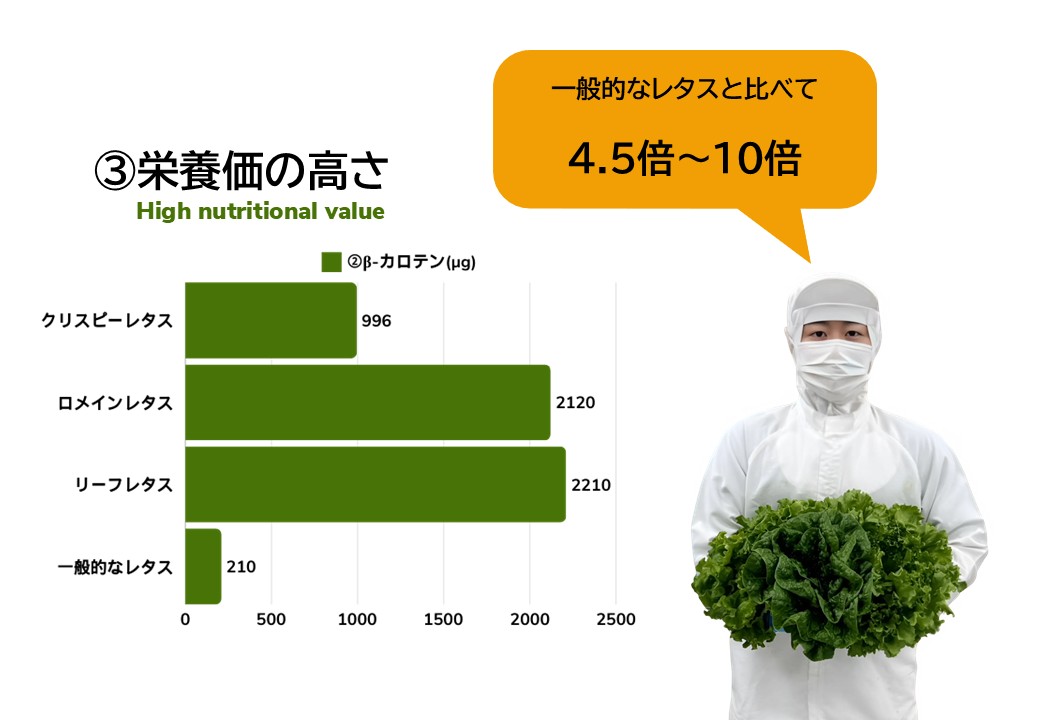 一般的なレタスと比べて
4.5倍～10倍
③栄養価の高さ
High nutritional value
②β-カロテン(μg)
クリスピーレタス 996
ロメインレタス 2120
リーフレタス 2210
一般的なレタス 210
0 500 1000 1500 2000 2500